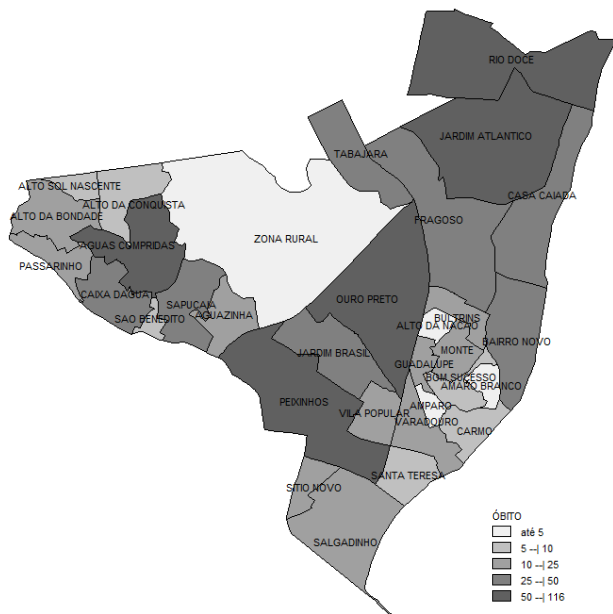 RIO DOCE
JARDIM ATLANTICO
TABAJARA
ALTO SOL NASCENTE
CASA CAIADA
ALTO DA CONQUISTA
ALTO DA BONDADE
FRAGOSO
ZONA RURAL
AGUAS COMPRIDAS
PASSARINHO
CAIXA DAGUA
OURO PRETO
SAPUCAIA
AGUAZINHA
SAO BENEDITO
BULTRINS
ALTO DA NACAO
BAIRRO NOVO
JARDIM BRASIL
MONTE
GUADALUPE
BOM SUCESSO
AMARO BRANCO
PEIXINHOS
AMPARO
VILA POPULAR
VARADOURO
CARMO
SANTA TERESA
SITIO NOVO
SALGADINHO
ÓBITO
até 5
5 --| 10
10 --| 25
25 --| 50
50 --| 116